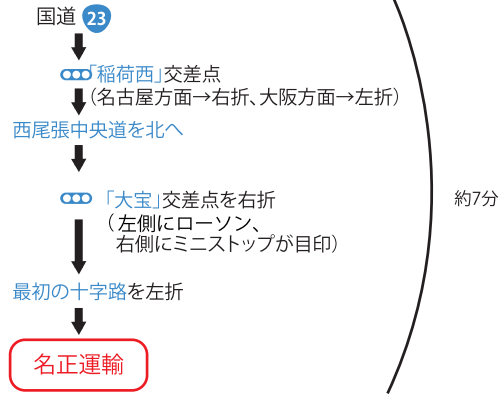 国道 23
「稲荷西」交差点
（名古屋方面→右折、大阪方面→左折）
西尾張中央道を北へ
「大宝」交差点を右折
（左側にローソン、
右側にミニストップが目印）
約7分
最初の十字路を左折
名正運輸